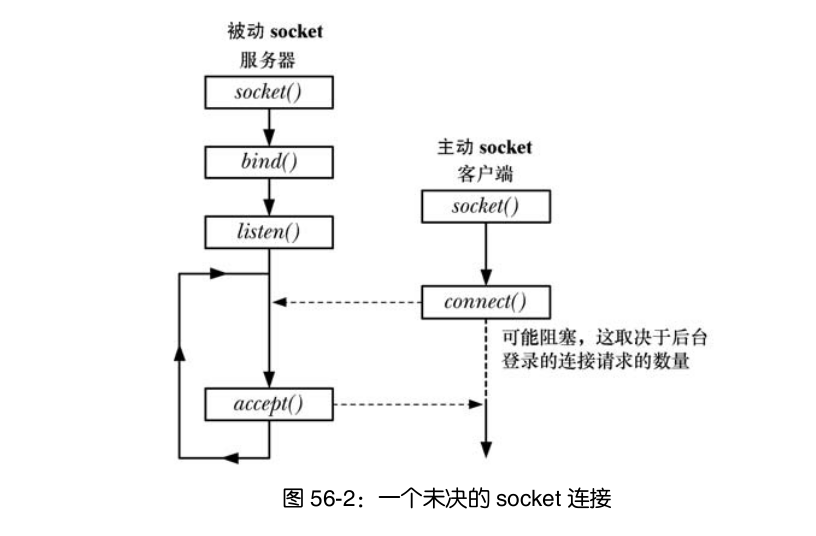 被动 socket
服务器
socket()
bind()
listen()
accept()
主动 socket
客户端
socket()
connect()
可能阻塞，这取决于后台
登录的连接请求的数量
图 56-2：一个未决的 socket 连接